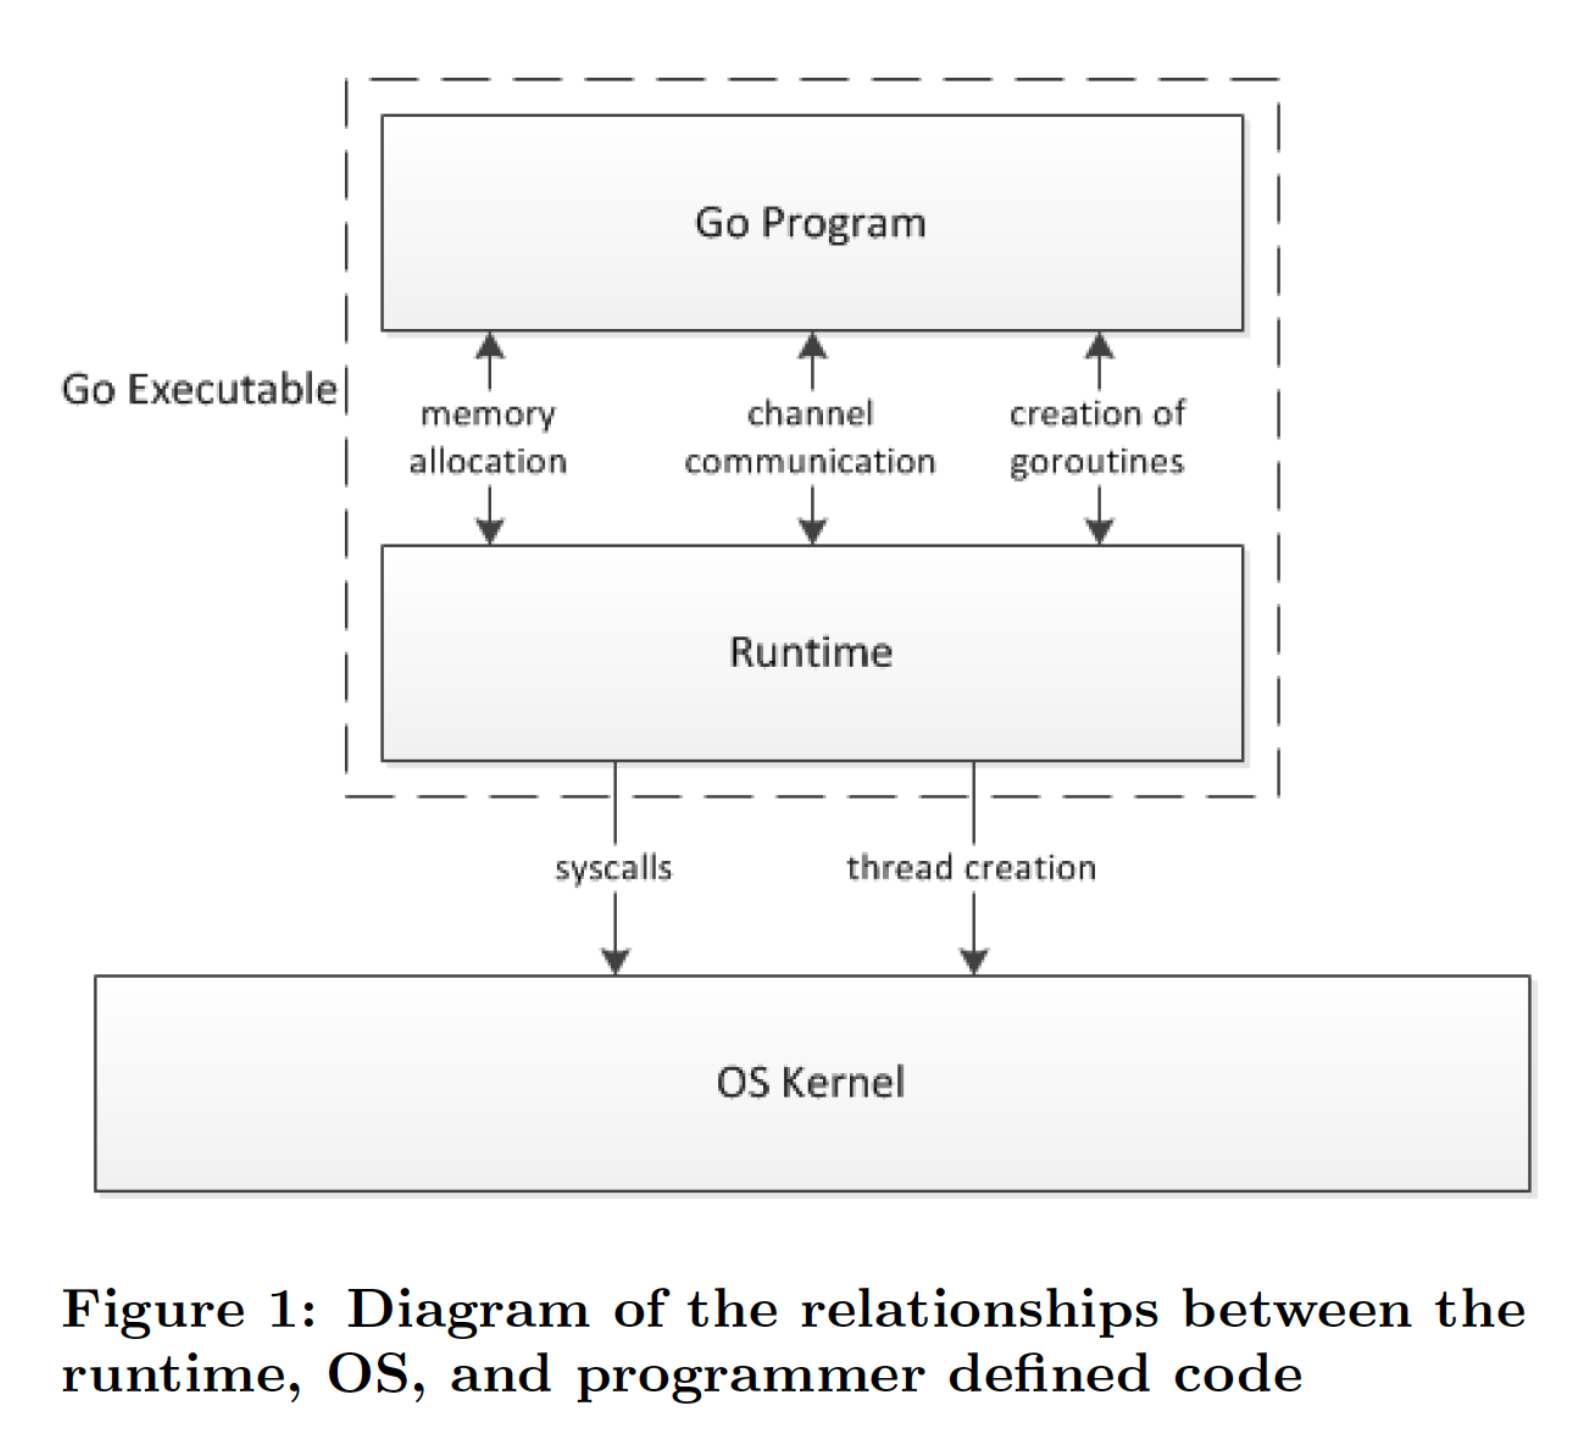 Go Program
Go Executable
memory
allocation
channel
communication
creation of
goroutines
Runtime
syscalls
thread creation
OS Kernel
Figure 1: Diagram of the relationships between the
runtime, OS, and programmer defined code